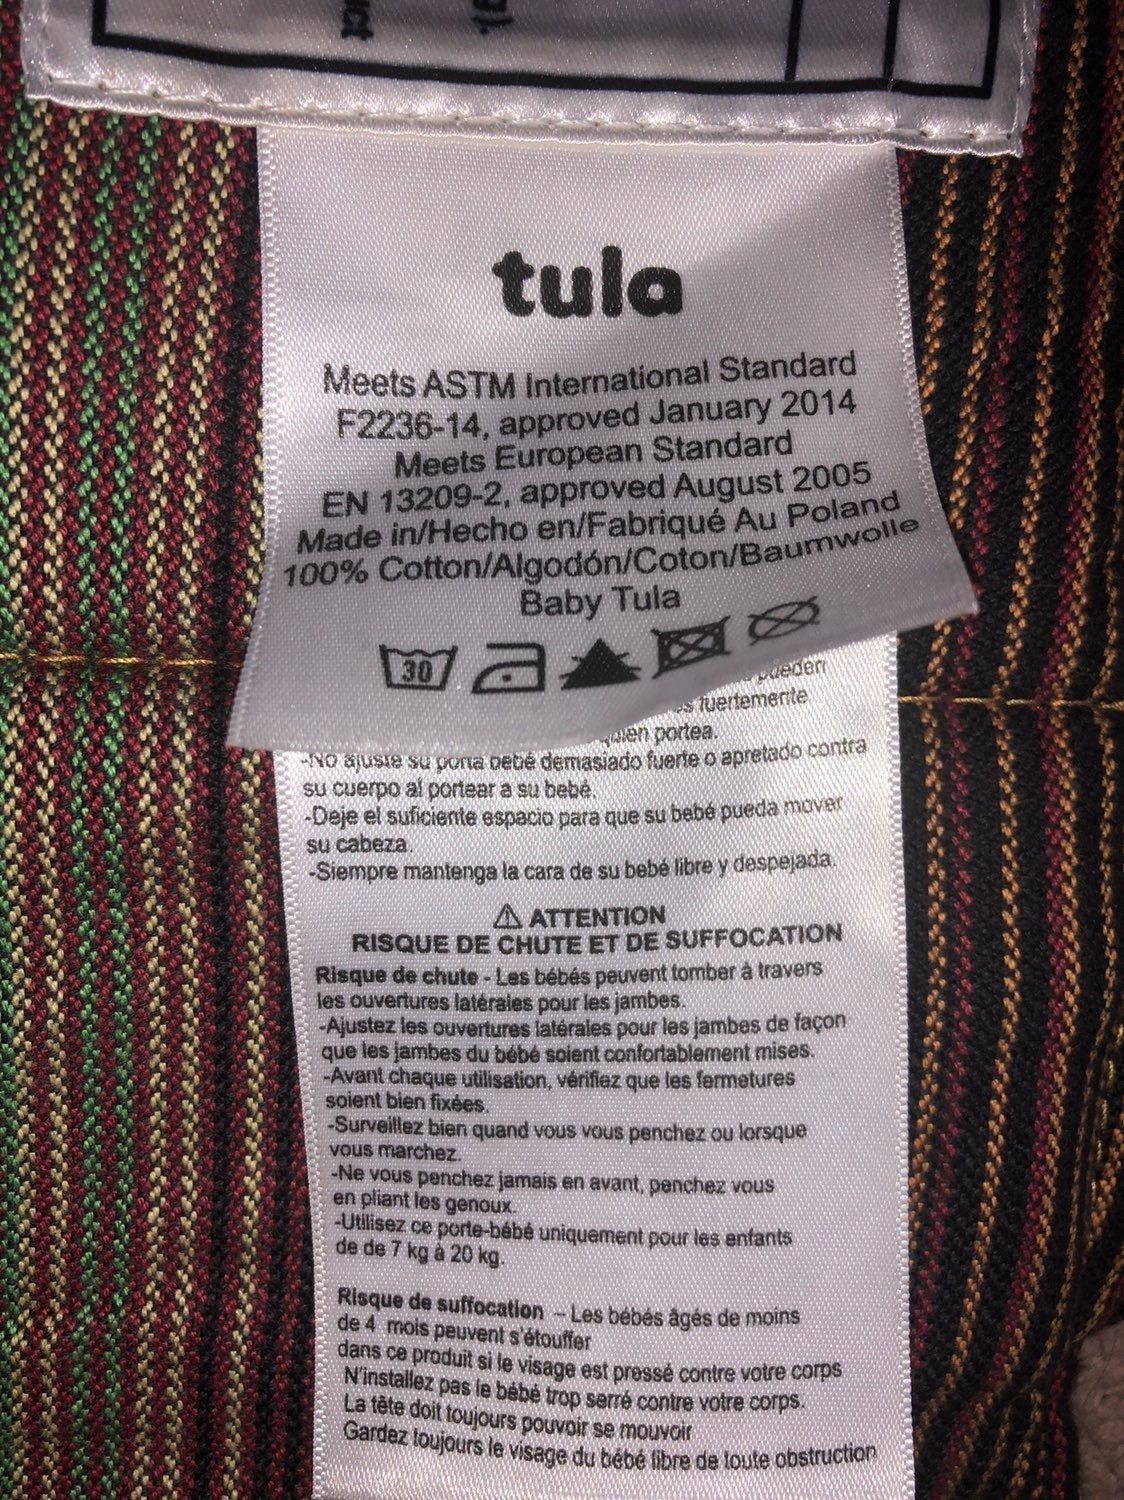 uct
g).
tula
Meets ASTM International Standard
F2236-14, approved January 2014
Meets European Standard
EN 13209-2, approved August 2005
Made in/Hecho en/Fabriqué Au Poland
100% Cotton/Algodón/Coton/Baumwolle
Baby Tula
30
pueden
fuertemente
quien portea.
-No ajuste su porta bebé demasiado fuerte o apretado contra
su cuerpo al portear a su bebé.
-Deje el suficiente espacio para que su bebé pueda mover
su cabeza.
-Siempre mantenga la cara de su bebé libre y despejada.
ATTENTION
RISQUE DE CHUTE ET DE SUFFOCATION
Risque de chute - Les bébés peuvent tomber à travers
les ouvertures latérales pour les jambes.
-Ajustez les ouvertures latérales pour les jambes de façon
que les jambes du bébé soient confortablement mises.
-Avant chaque utilisation, vérifiez que les fermetures
soient bien fixées.
-Surveillez bien quand vous vous penchez ou lorsque
vous marchez.
-Ne vous penchez jamais en avant, penchez vous
en pliant les genoux.
-Utilisez ce porte-bébé uniquement pour les enfants
de de 7 kg à 20 kg.
Risque de suffocation – Les bébés âgés de moins
de 4 mois peuvent s'étouffer
dans ce produit si le visage est pressé contre votre corps
N'installez pas le bébé trop serré contre votre corps.
La tête doit toujours pouvoir se mouvoir
Gardez toujours le visage du bébé libre de toute obstruction